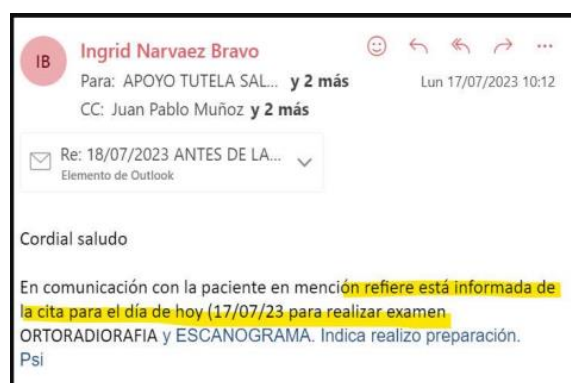 IB
Ingrid Narvaez Bravo
Para: APOYO TUTELA SAL... y 2 más
Lun 17/07/2023 10:12
CC: Juan Pablo Muñoz y 2 más
Re: 18/07/2023 ANTES DE LA...
Elemento de Outlook
Cordial saludo
En comunicación con la paciente en mención refiere está informada de
la cita para el día de hoy (17/07/23 para realizar examen
ORTORADIORAFIA y ESCANOGRAMA. Indica realizo preparación.
Psi